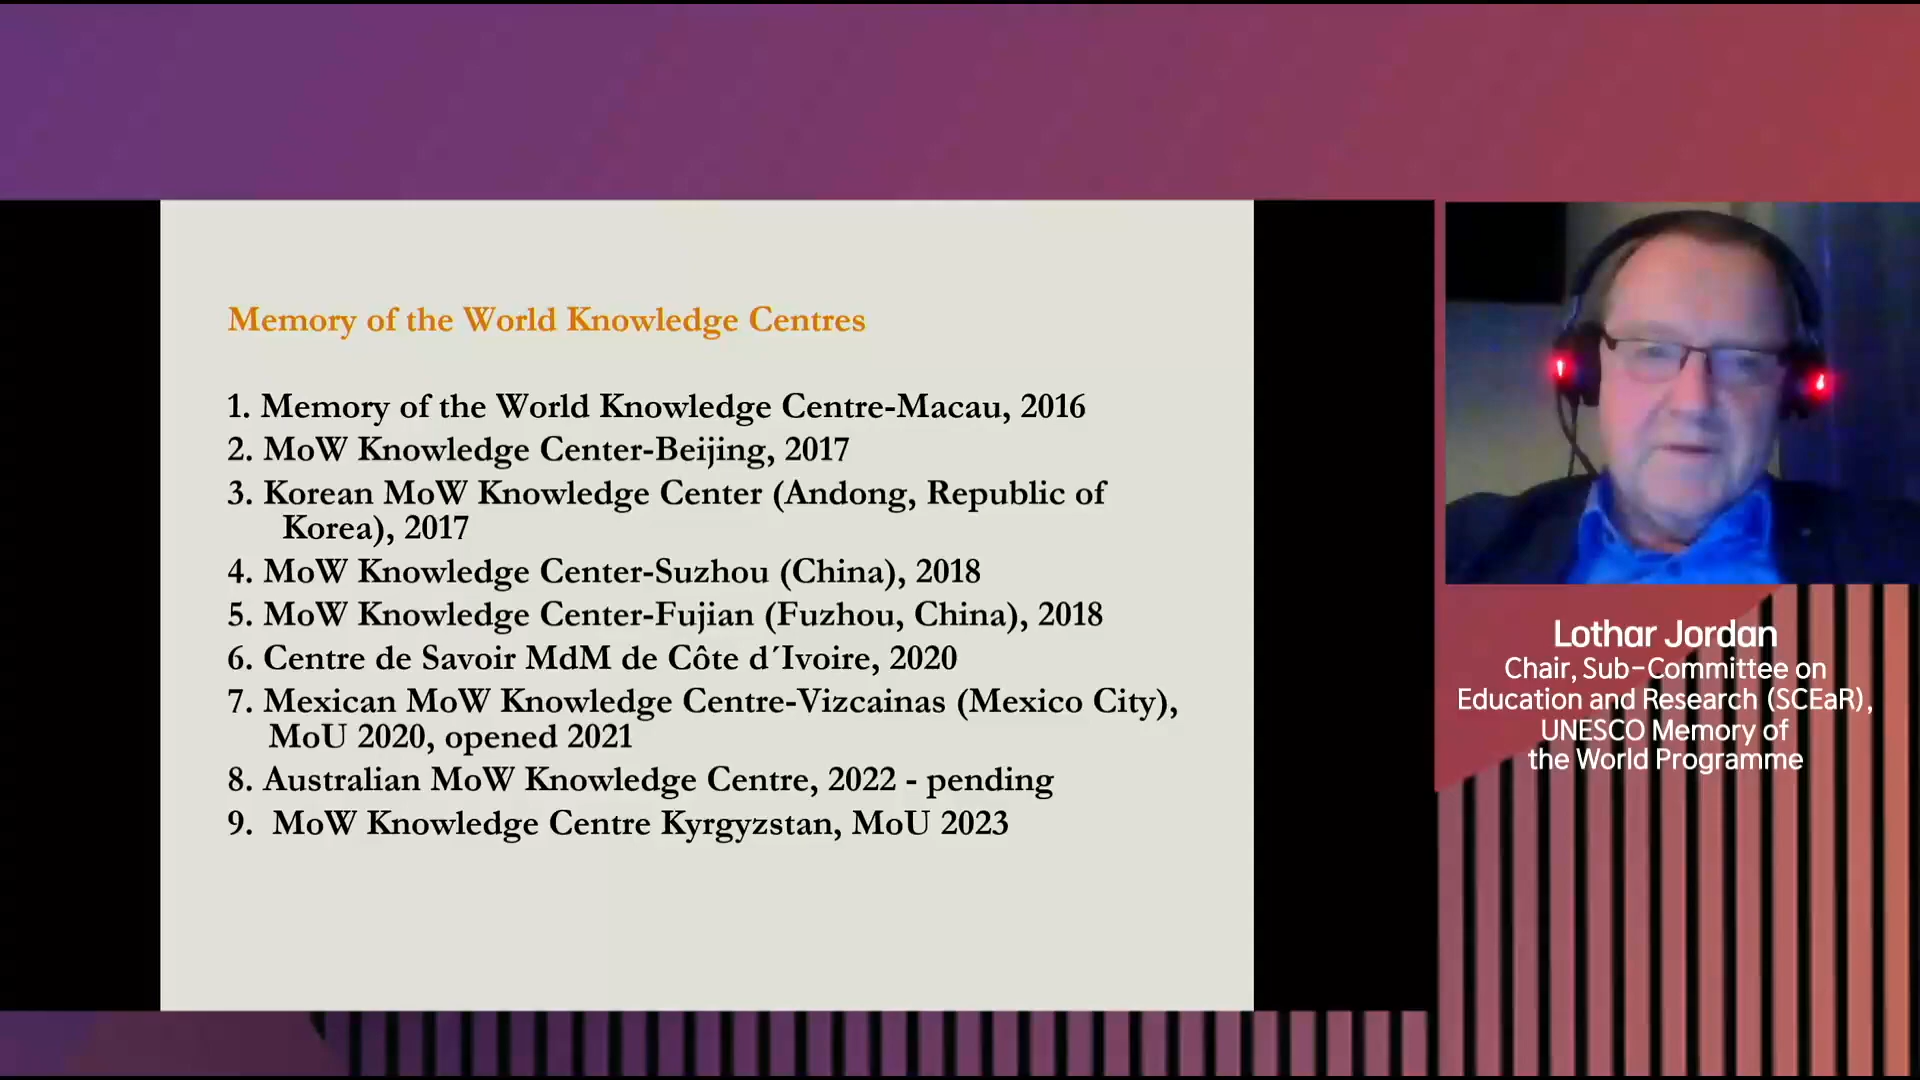 Memory of the World Knowledge Centres
1. Memory of the World Knowledge Centre-Macau, 2016
2. MoW Knowledge Center-Beijing, 2017
3. Korean MoW Knowledge Center (Andong, Republic of
Korea), 2017
4. MoW Knowledge Center-Suzhou (China), 2018
5. MoW Knowledge Center-Fujian (Fuzhou, China), 2018
6. Centre de Savoir MdM de Côte d´Ivoire, 2020
7. Mexican MoW Knowledge Centre-Vizcainas (Mexico City),
MoU 2020, opened 2021
8. Australian MoW Knowledge Centre, 2022 - pending
9. MoW Knowledge Centre Kyrgyzstan, MoU 2023
Lothar Jordan
Chair, Sub-Committee on
Education and Research (SCEaR),
UNESCO Memory of
the World Programme